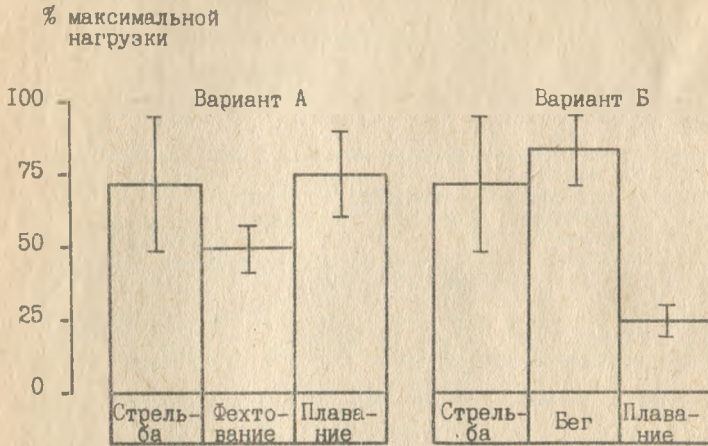 % максимальной
нагрузки
Вариант А
Вариант Б
I00
75
50
25
0
Стрель-
ба
Фехто-
вание
Плава-
ние
Стрель-
ба
Бег
Плава-
ние